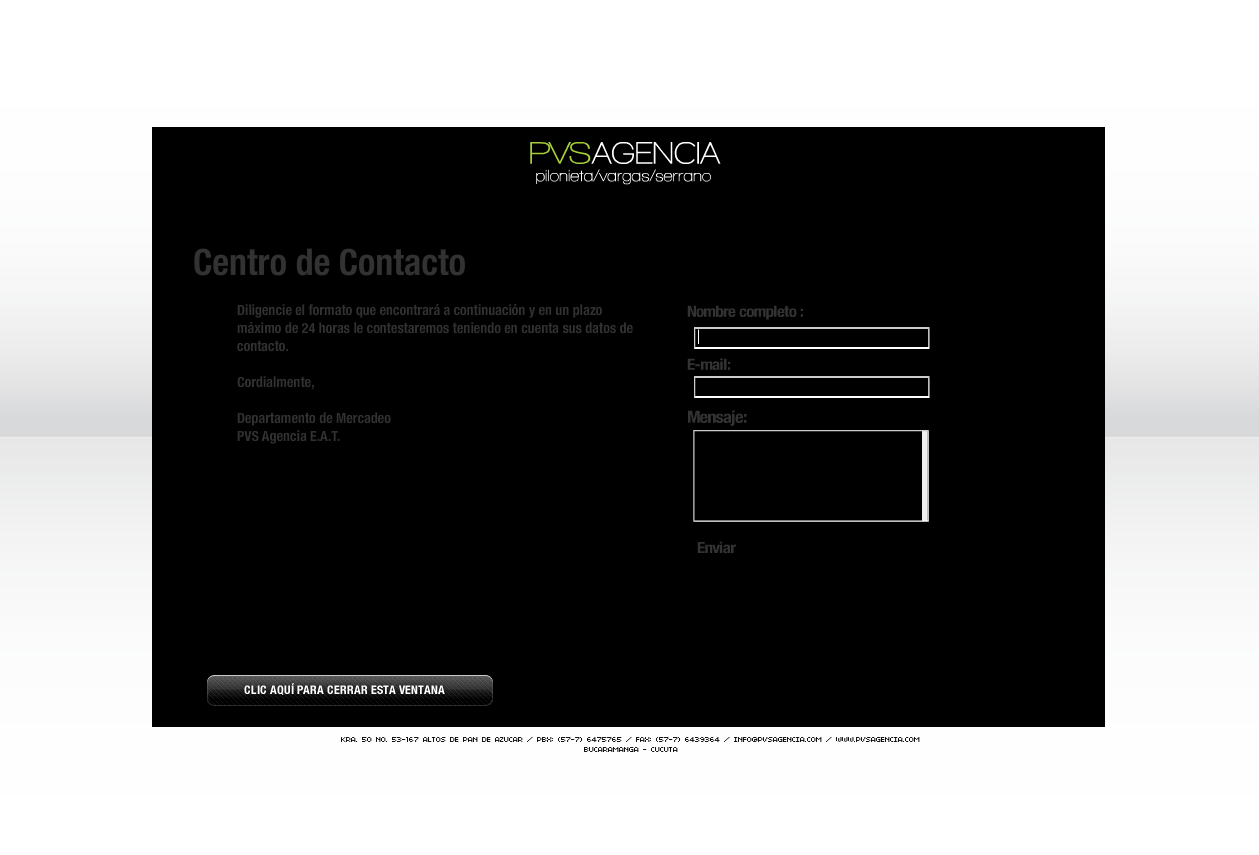 PVSAGENCIA
pilonieta/vargas/serrano
Centro de Contacto
Diligencie el formato que encontrará a continuación y en un plazo
máximo de 24 horas le contestaremos teniendo en cuenta sus datos de
contacto.
Cordialmente,
Departamento de Mercadeo
PVS Agencia E.A.T.
Nombre completo :
E-mail:
Mensaje:
Enviar
CLIC AQUÍ PARA CERRAR ESTA VENTANA
KRA. 50 NO. 53-167 ALTOS DE PAN DE AZUCAR / PBX: (57-7) 6475765 / FAX: (57-7) 6439364 / INFO@PVSAGENCIA.COM / WWW.PVSAGENCIA.COM
BUCARAMANGA - CUCUTA